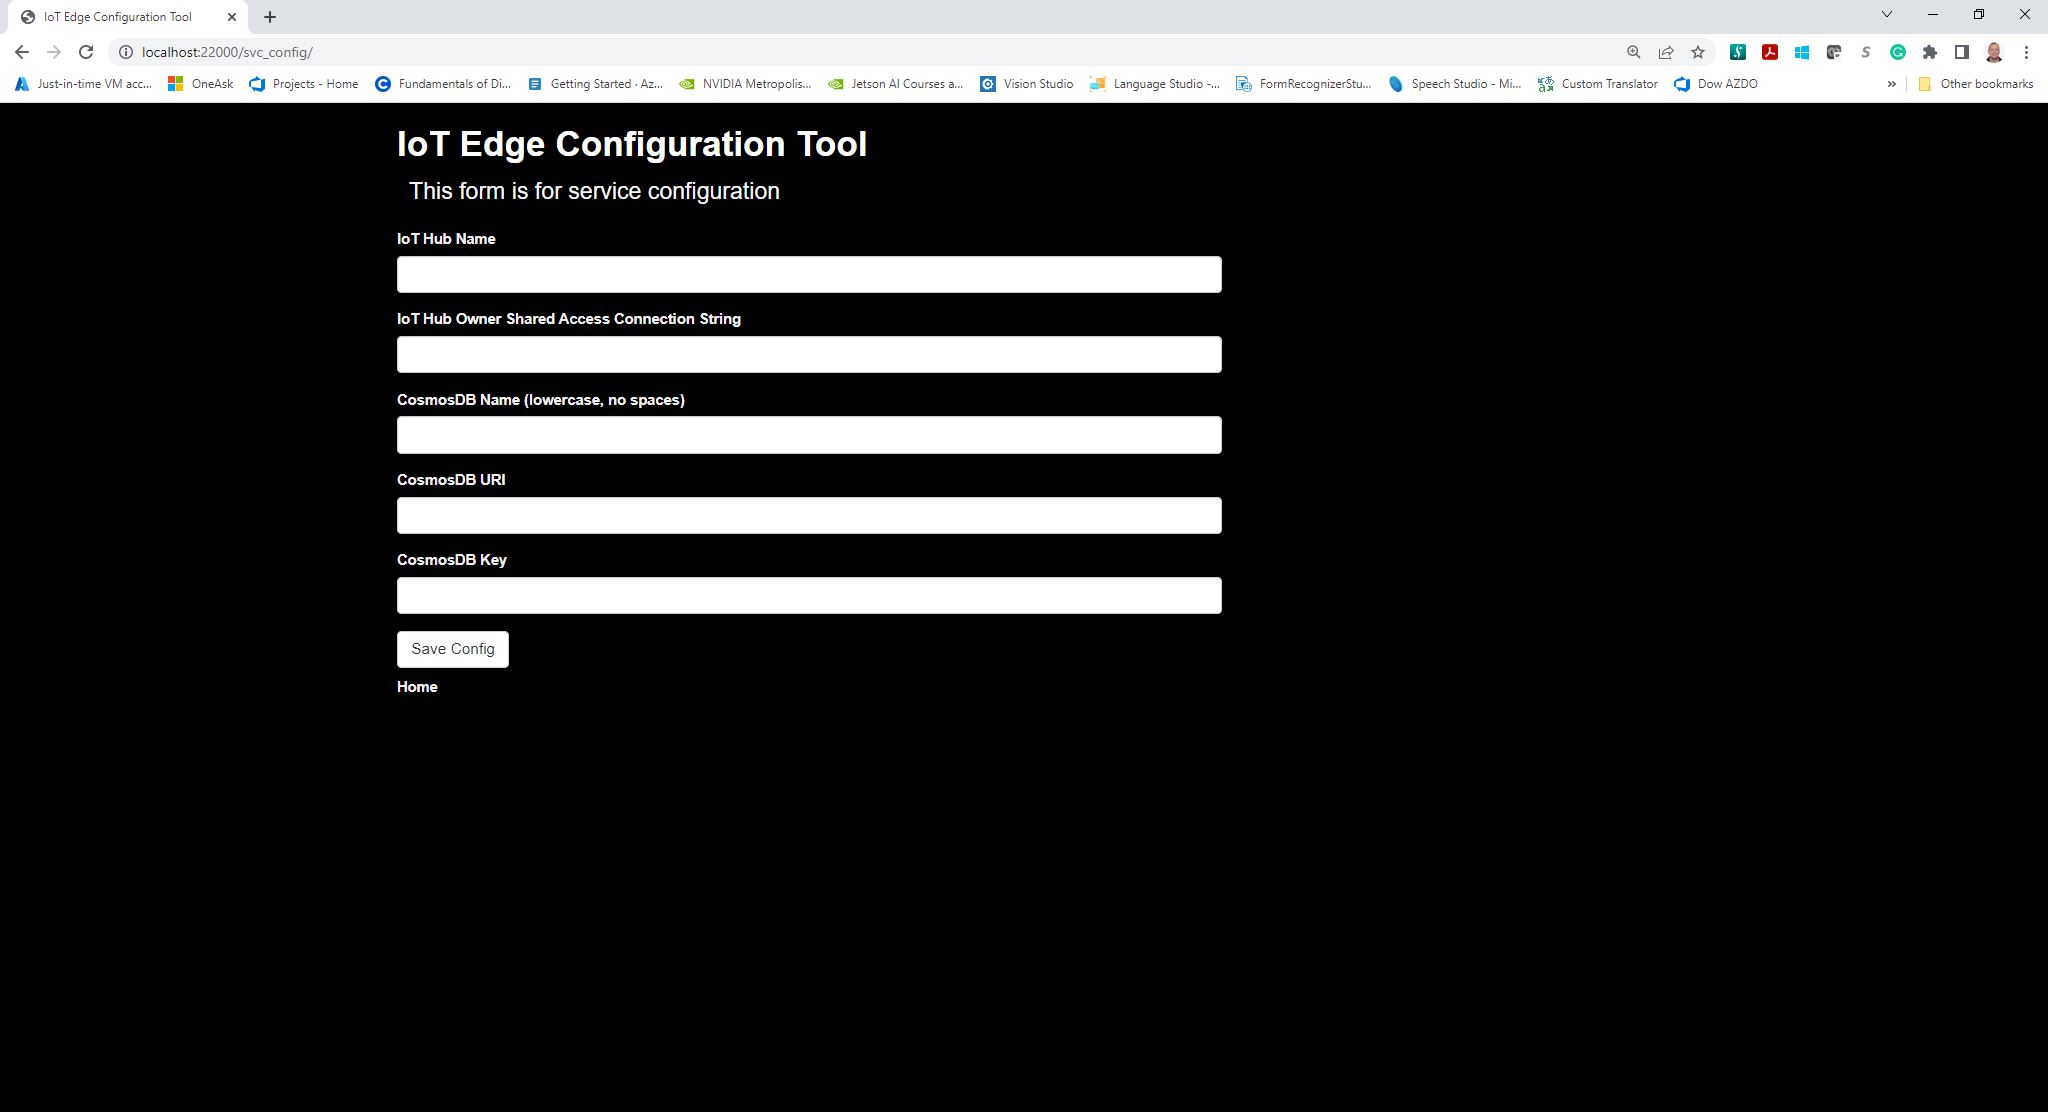 IoT Edge Configuration Tool
localhost:22000/svc_config/
Just-in-time VM acc... OneAsk Projects - Home Fundamentals of Di... Getting Started · Az... NVIDIA Metropolis... Jetson AI Courses a... Vision Studio Language Studio -... FormRecognizerStu... Speech Studio - Mi... Custom Translator Dow AZDO » Other bookmarks
IoT Edge Configuration Tool
This form is for service configuration
IoT Hub Name
IoT Hub Owner Shared Access Connection String
CosmosDB Name (lowercase, no spaces)
CosmosDB URI
CosmosDB Key
Save Config
Home